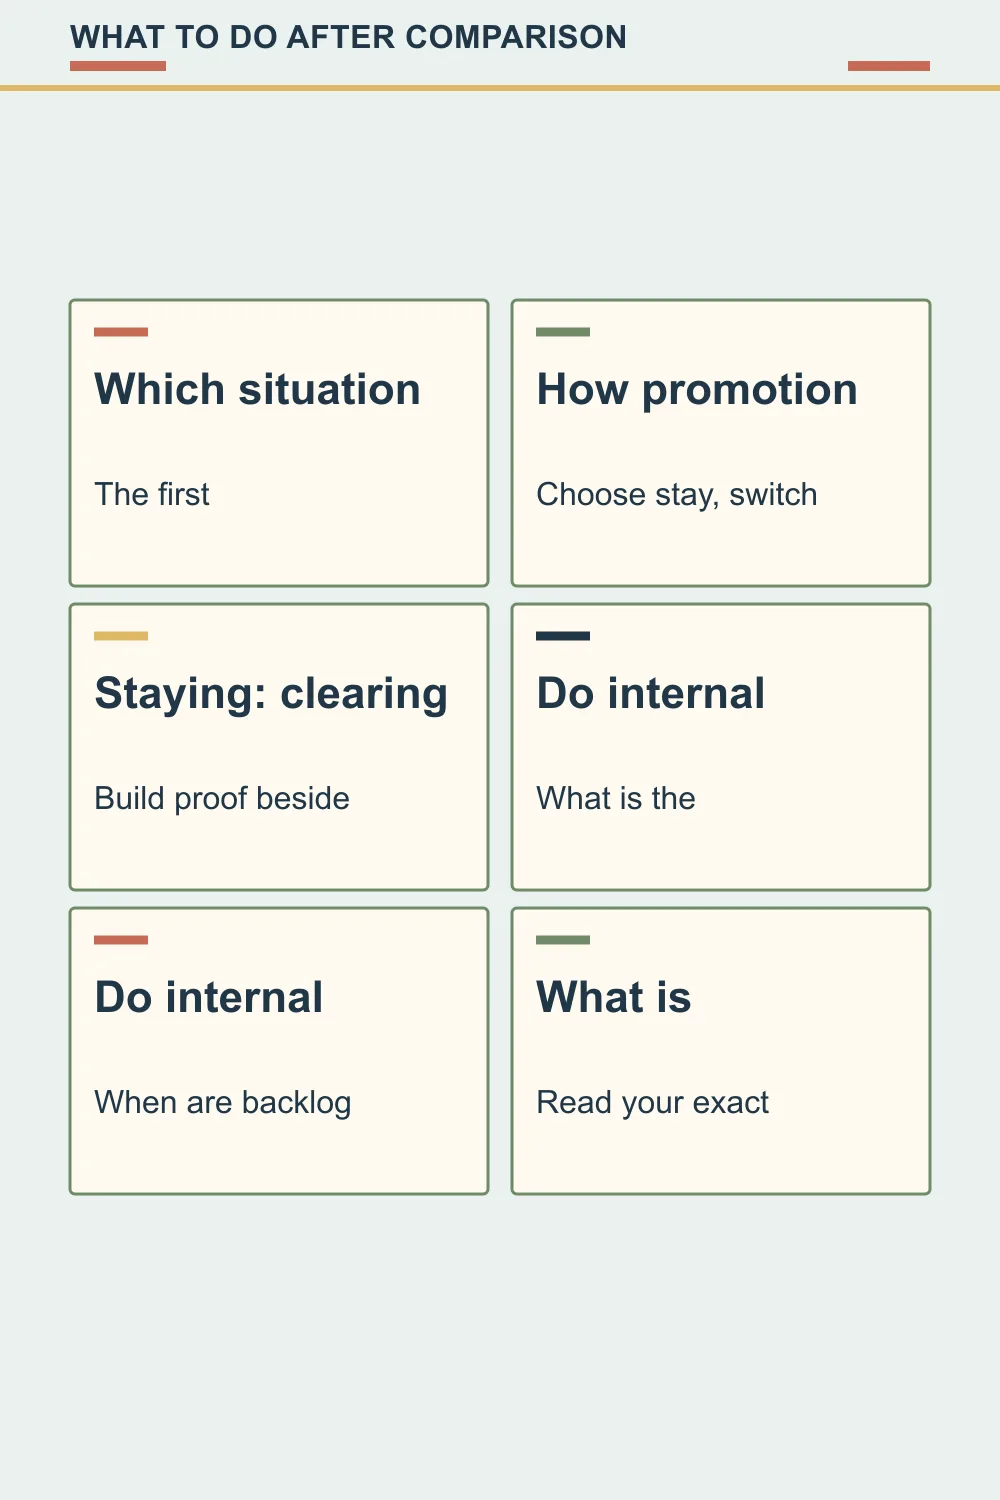 WHAT TO DO AFTER COMPARISON
Which situation
The first
How promotion
Choose stay, switch
Staying: clearing
Build proof beside
Do internal
What is the
Do internal
When are backlog
What is
Read your exact